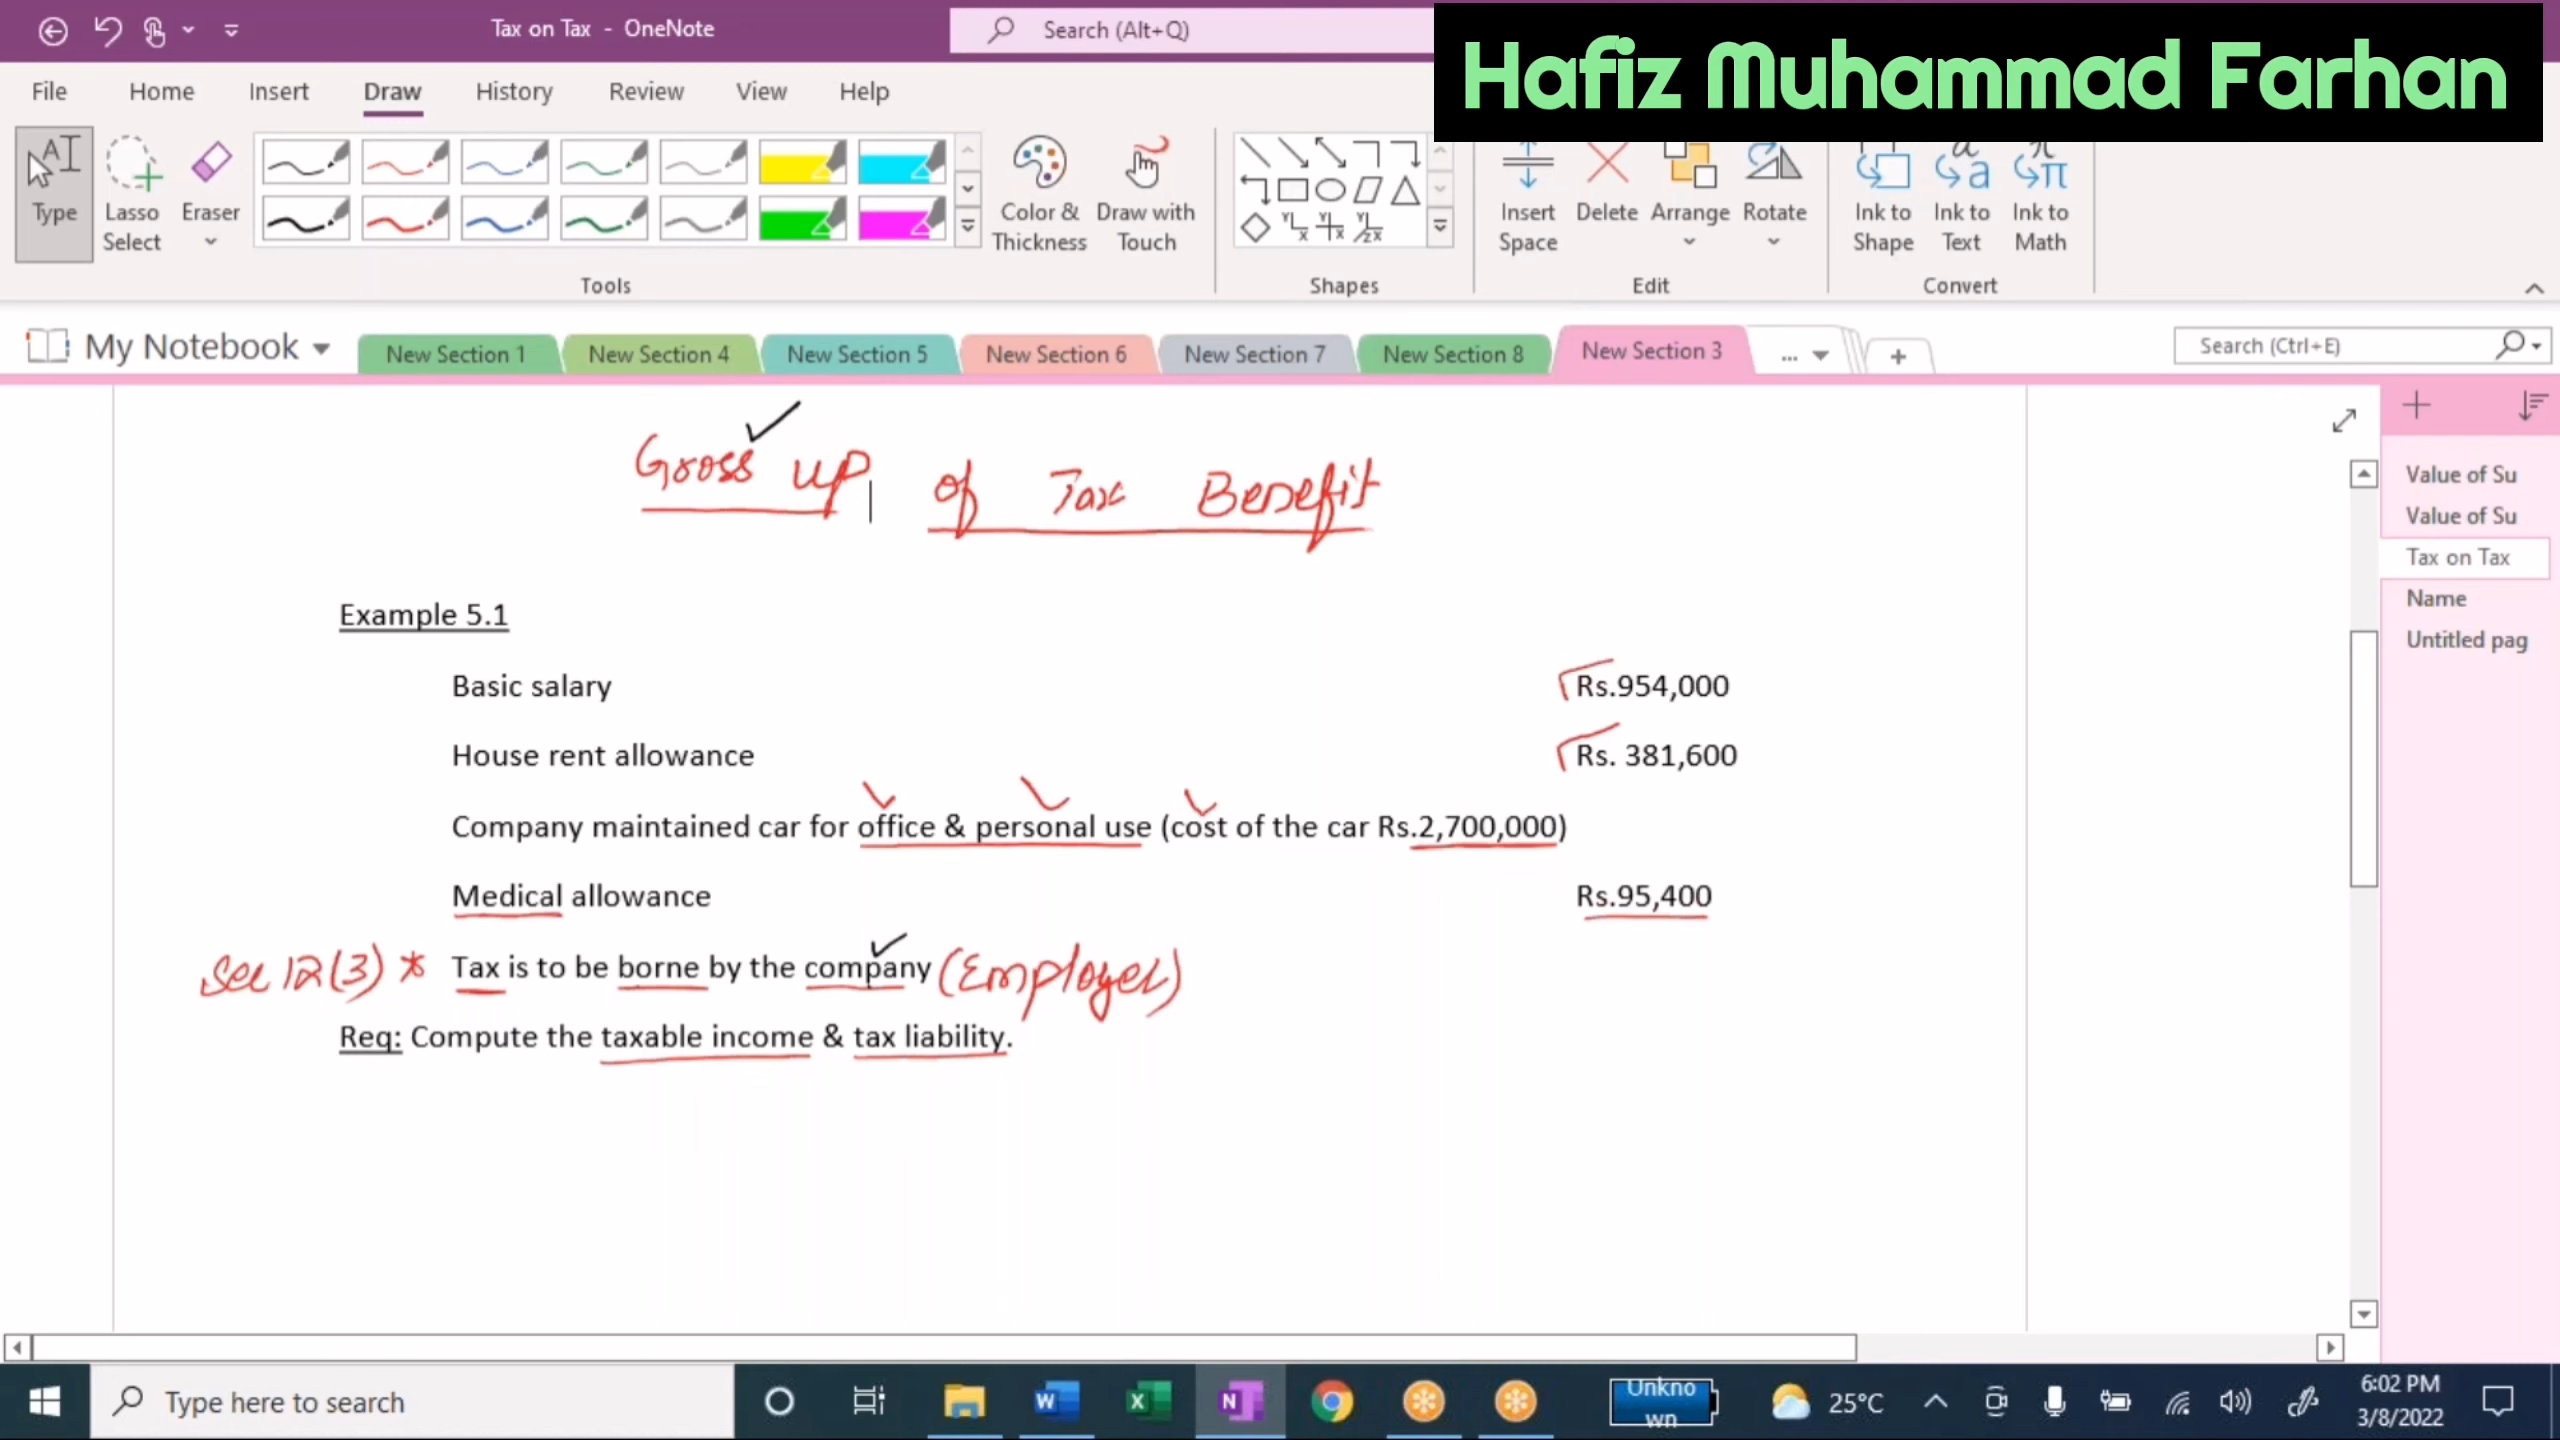 Tax on Tax - OneNote
Search (Alt+Q)
Hafiz Muhammad Farhan
File Home Insert Draw History Review View Help
Type
Lasso Select
Eraser
Color & Thickness
Draw with Touch
Insert Space
Delete
Arrange
Rotate
Ink to Shape
Ink to Text
Ink to Math
Tools
Shapes
Edit
Convert
My Notebook
New Section 1
New Section 4
New Section 5
New Section 6
New Section 7
New Section 8
New Section 3
...
Search (Ctrl+E)
Gross up of Tax Benefit
Example 5.1
Basic salary Rs.954,000
House rent allowance Rs. 381,600
Company maintained car for office & personal use (cost of the car Rs.2,700,000)
Medical allowance Rs.95,400
Sec 12(3) * Tax is to be borne by the company (Employer)
Req: Compute the taxable income & tax liability.
Value of Su
Value of Su
Tax on Tax
Name
Untitled pag
Type here to search
Unkno
wn
25°C
6:02 PM
3/8/2022